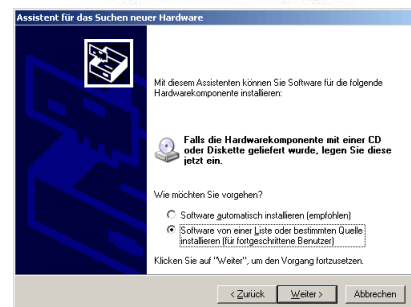 Assistent für das Suchen neuer Hardware
Mit diesem Assistenten können Sie Software für die folgende
Hardwarekomponente installieren:
Falls die Hardwarekomponente mit einer CD
oder Diskette geliefert wurde, legen Sie diese
jetzt ein.
Wie möchten Sie vorgehen?
Software automatisch installieren (empfohlen)
Software von einer Liste oder bestimmten Quelle
installieren (für fortgeschrittene Benutzer)
Klicken Sie auf "Weiter", um den Vorgang fortzusetzen.
< Zurück Weiter > Abbrechen